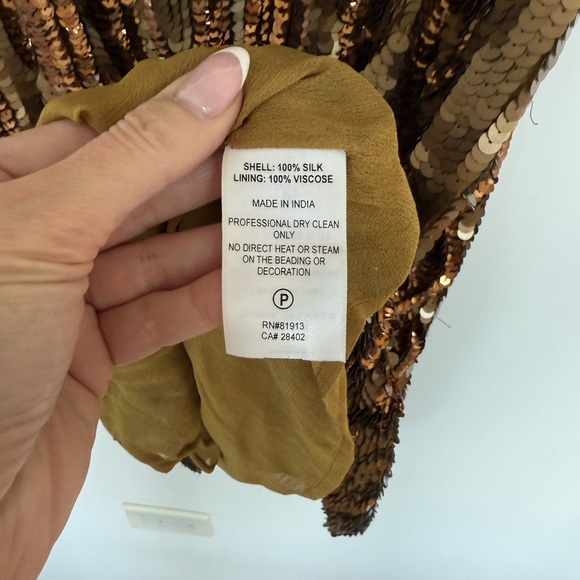 SHELL: 100% SILK
LINING: 100% VISCOSE
MADE IN INDIA
PROFESSIONAL DRY CLEAN
ONLY
NO DIRECT HEAT OR STEAM
ON THE BEADING OR
DECORATION
P
RN#81913
CA# 28402